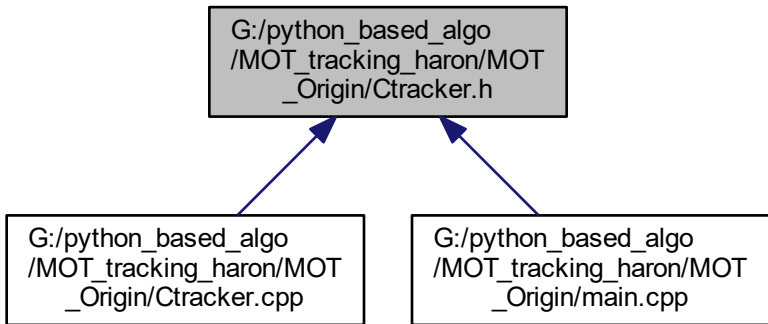 G:/python_based_algo
/MOT_tracking_haron/MOT
_Origin/Ctracker.h
G:/python_based_algo
/MOT_tracking_haron/MOT
_Origin/Ctracker.cpp
G:/python_based_algo
/MOT_tracking_haron/MOT
_Origin/main.cpp